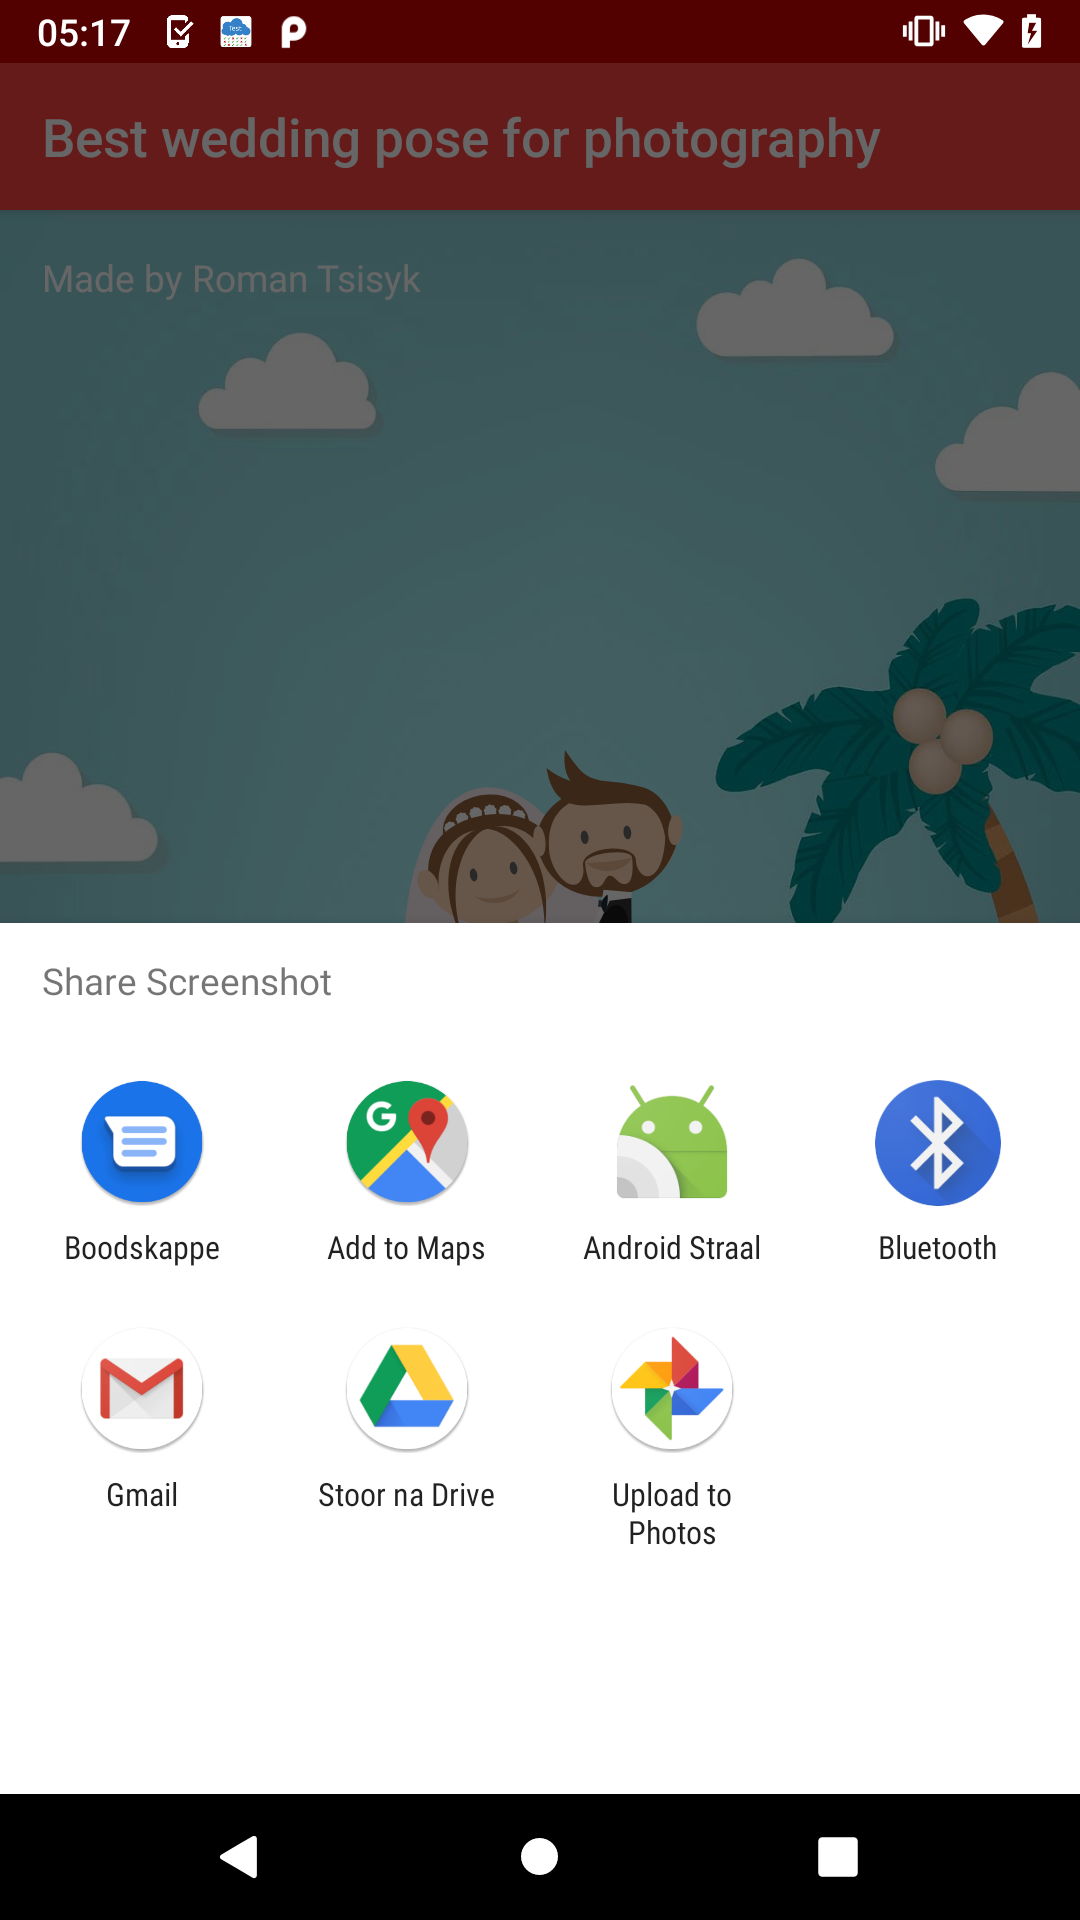 05:17
Best wedding pose for photography
Made by Roman Tsisyk
Share Screenshot
Boodskappe
Add to Maps
Android Straal
Bluetooth
Gmail
Stoor na Drive
Upload to
Photos